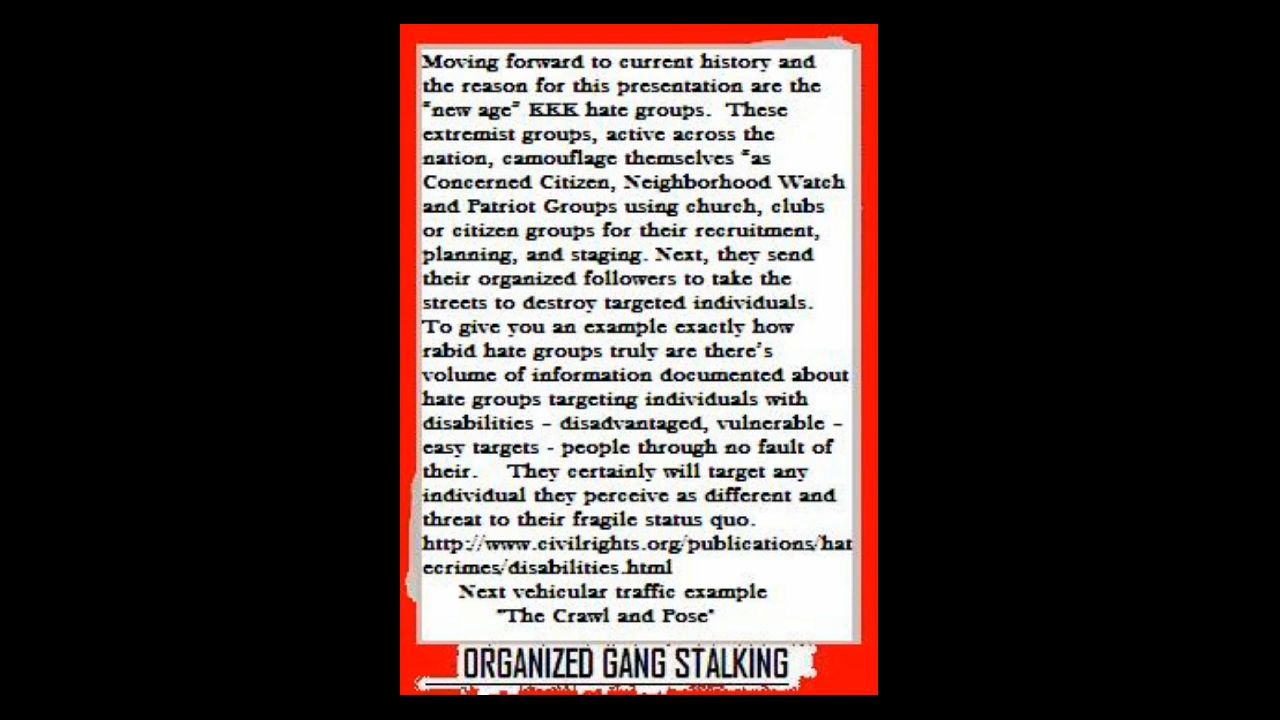 Moving forward to current history and
the reason for this presentation are the
"new age" KKK hate groups.  These
extremist groups, active across the
nation, camouflage themselves "as
Concerned Citizen, Neighborhood Watch
and Patriot Groups using church, clubs
or citizen groups for their recruitment,
planning, and staging. Next, they send
their organized followers to take the
streets to destroy targeted individuals.
To give you an example exactly how
rabid hate groups truly are there's
volume of information documented about
hate groups targeting individuals with
disabilities – disadvantaged, vulnerable –
easy targets - people through no fault of
their.    They certainly will target any
individual they perceive as different and
threat to their fragile status quo.
http://www.civilrights.org/publications/hat
ecrimes/disabilities.html
Next vehicular traffic example
"The Crawl and Pose"
ORGANIZED GANG STALKING